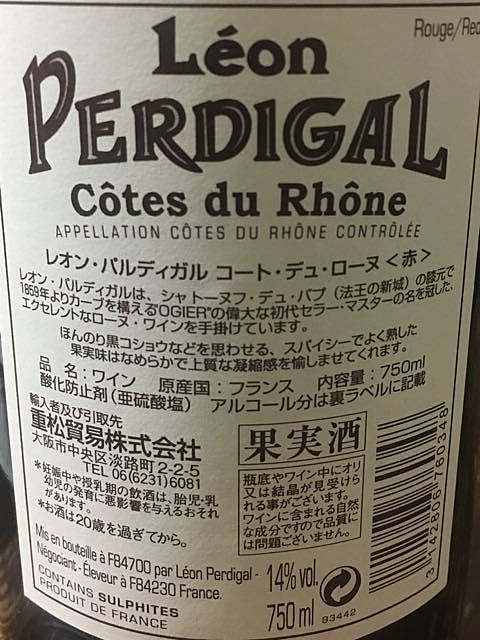 Rouge/Red
Léon
PERDIGAL
Côtes du Rhône
APPELLATION CÔTES DU RHÔNE CONTRÔLÉE
レオン・パルディガル コート・デュ・ローヌ＜赤＞
レオン・パルディガルは、シャトーヌフ・デュ・パプ（法王の新城）の膝元で
1859年よりカーブを構える"OGIER"の偉大な初代セラー・マスターの名を冠した、
エクセレントなローヌ・ワインを手掛けています。
ほんのり黒コショウなどを思わせる、スパイシーでよく熟した
果実味はなめらかで上質な凝縮感を愉しませてくれます。
品 名：ワイン 原産国：フランス 内容量：750ml
酸化防止剤（亜硫酸塩） アルコール分は裏ラベルに記載
輸入者及び引取先
重松貿易株式会社
大阪市中央区淡路町2-2-5
TEL 06(6231)6081
果実酒
瓶底やワイン中にオリ
又は結晶が見受けら
れる事がございます。
ワインに含まれる自然
な成分ですので品質に
は問題ございません。
＊妊娠中や授乳期の飲酒は、胎児・乳
幼児の発育に悪影響を与えるおそれ
があります。
＊お酒は20歳を過ぎてから。
Mis en bouteille à F84700 par Léon Perdigal -
Négociant - Éleveur à F84230 France.
CONTAINS SULPHITES
PRODUCT OF FRANCE
14% vol.
750 ml
93442
3 142806 760348